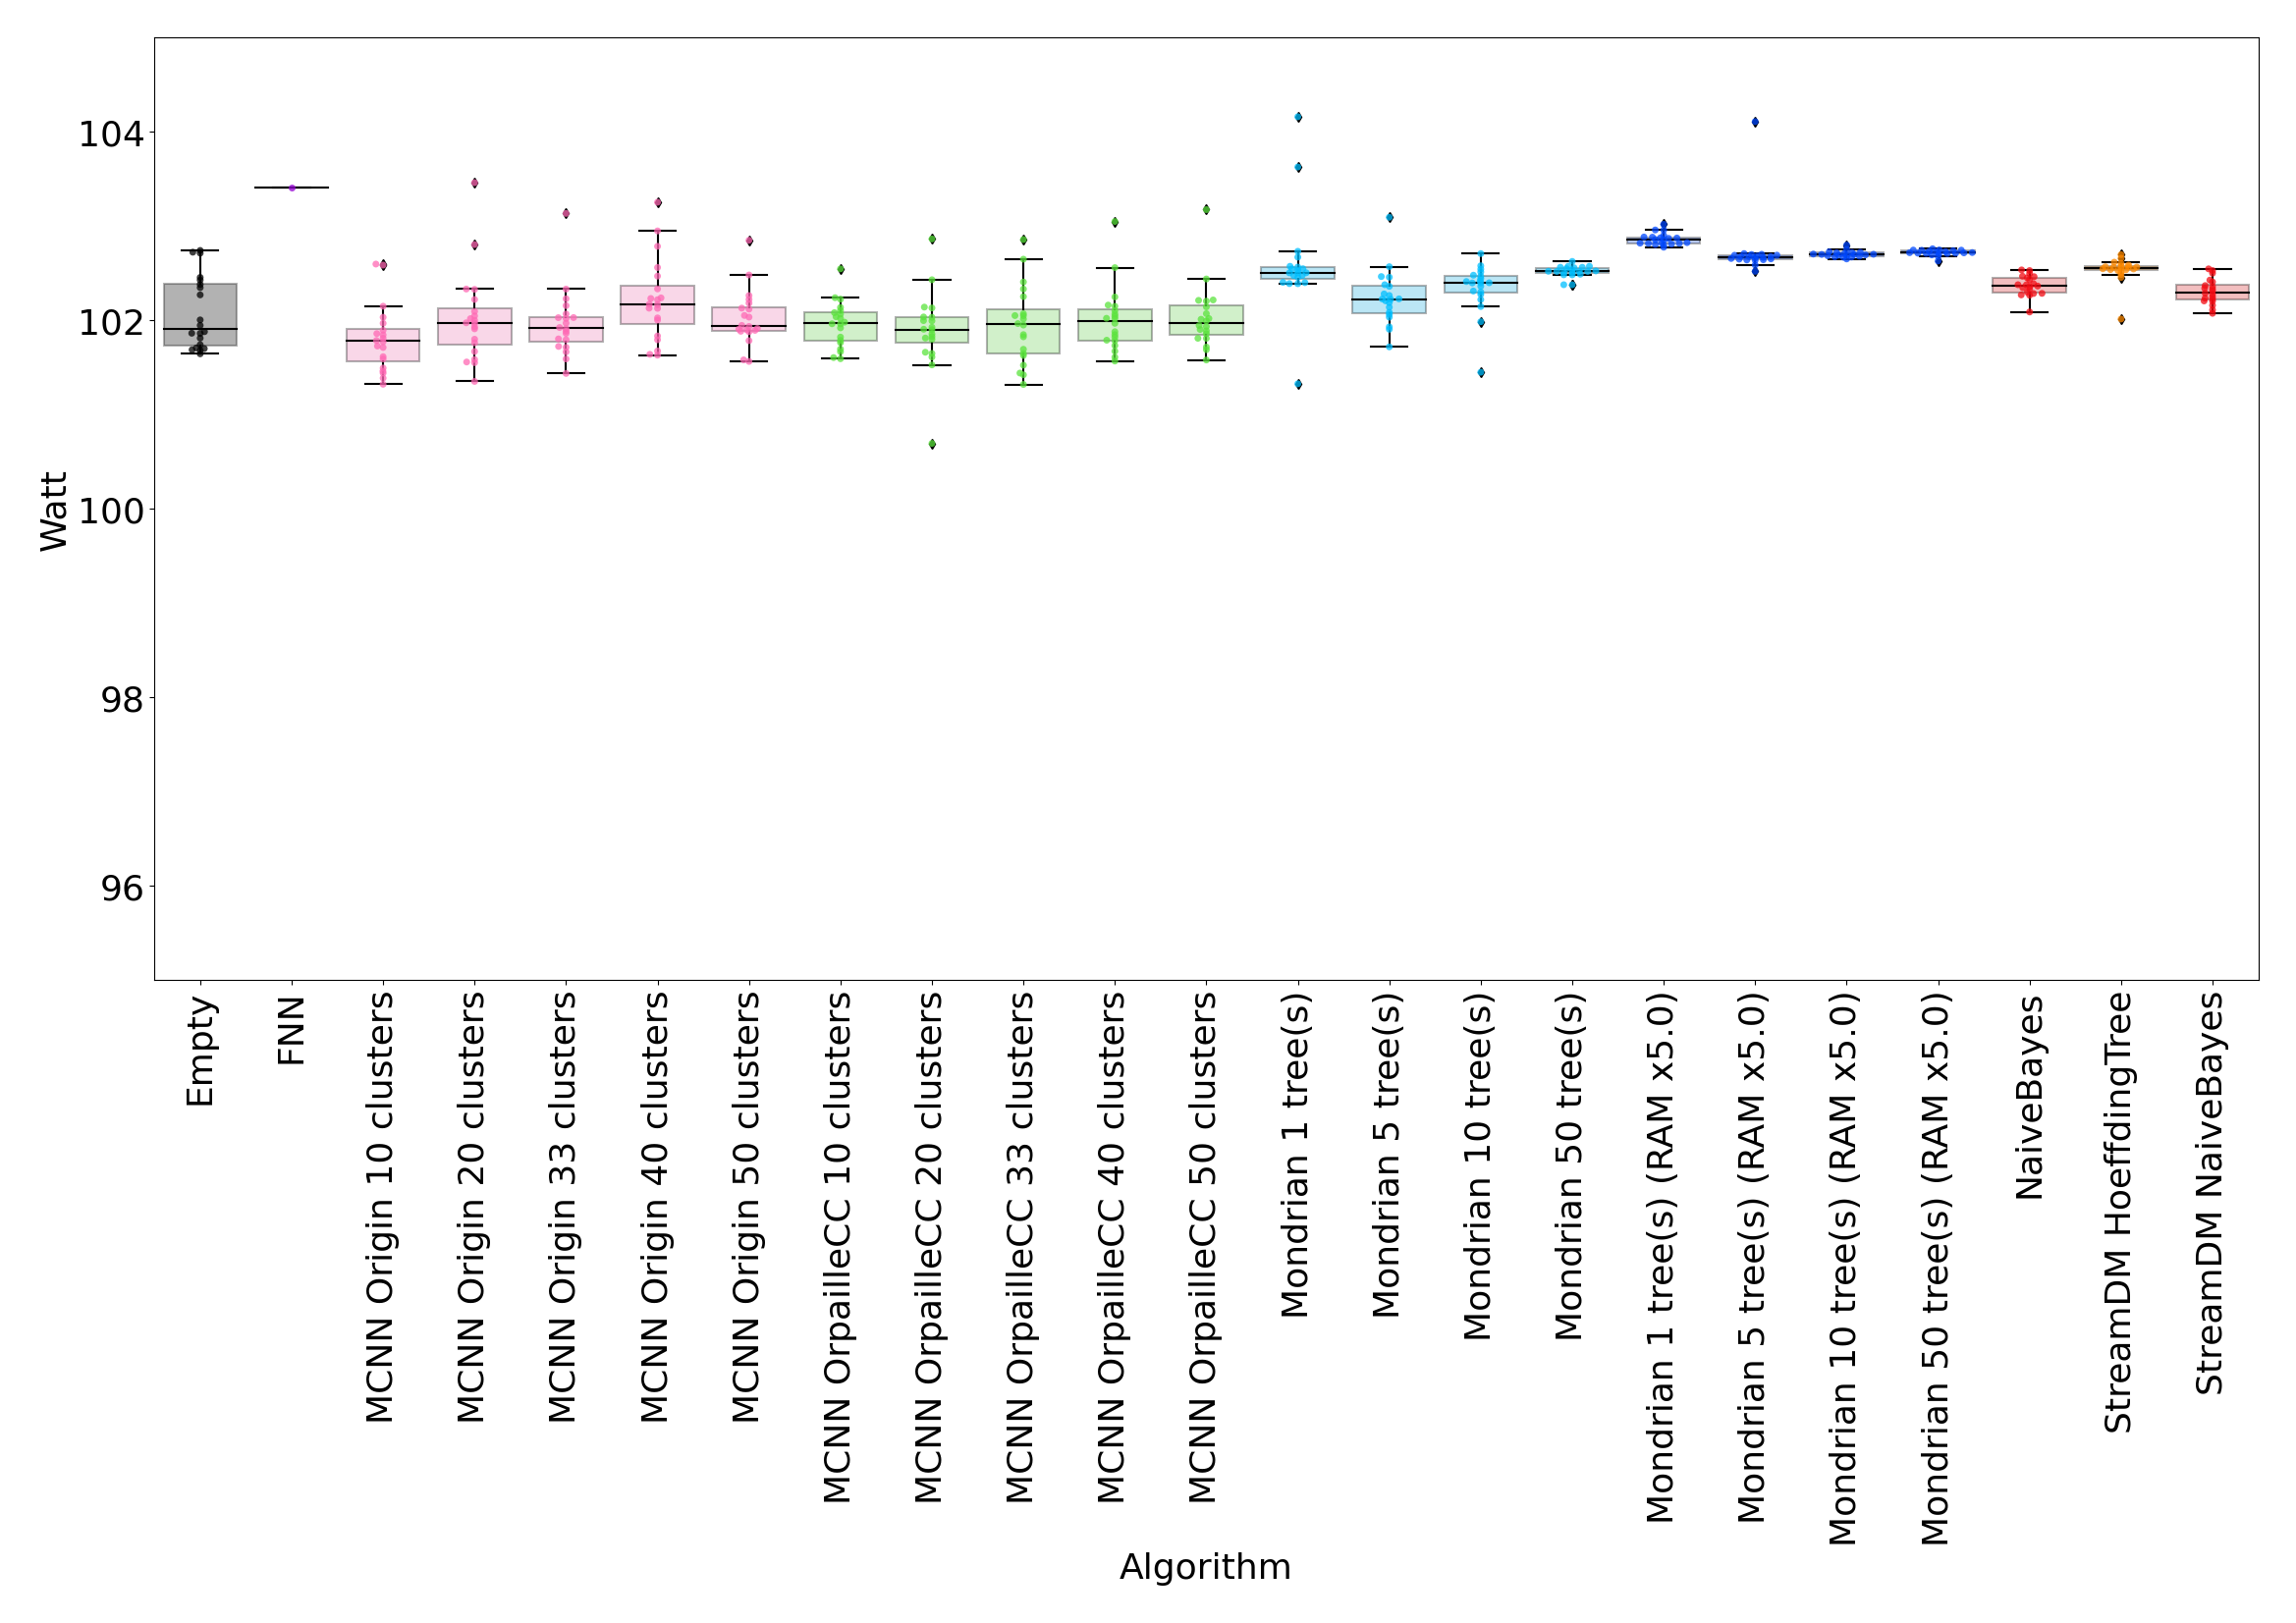 104
102
100
98
96
Watt
Empty
FNN
MCNN Origin 10 clusters
MCNN Origin 20 clusters
MCNN Origin 33 clusters
MCNN Origin 40 clusters
MCNN Origin 50 clusters
MCNN OrpailleCC 10 clusters
MCNN OrpailleCC 20 clusters
MCNN OrpailleCC 33 clusters
MCNN OrpailleCC 40 clusters
MCNN OrpailleCC 50 clusters
Mondrian 1 tree(s)
Mondrian 5 tree(s)
Mondrian 10 tree(s)
Mondrian 50 tree(s)
Mondrian 1 tree(s) (RAM x5.0)
Mondrian 5 tree(s) (RAM x5.0)
Mondrian 10 tree(s) (RAM x5.0)
Mondrian 50 tree(s) (RAM x5.0)
NaiveBayes
StreamDM HoeffdingTree
StreamDM NaiveBayes
Algorithm